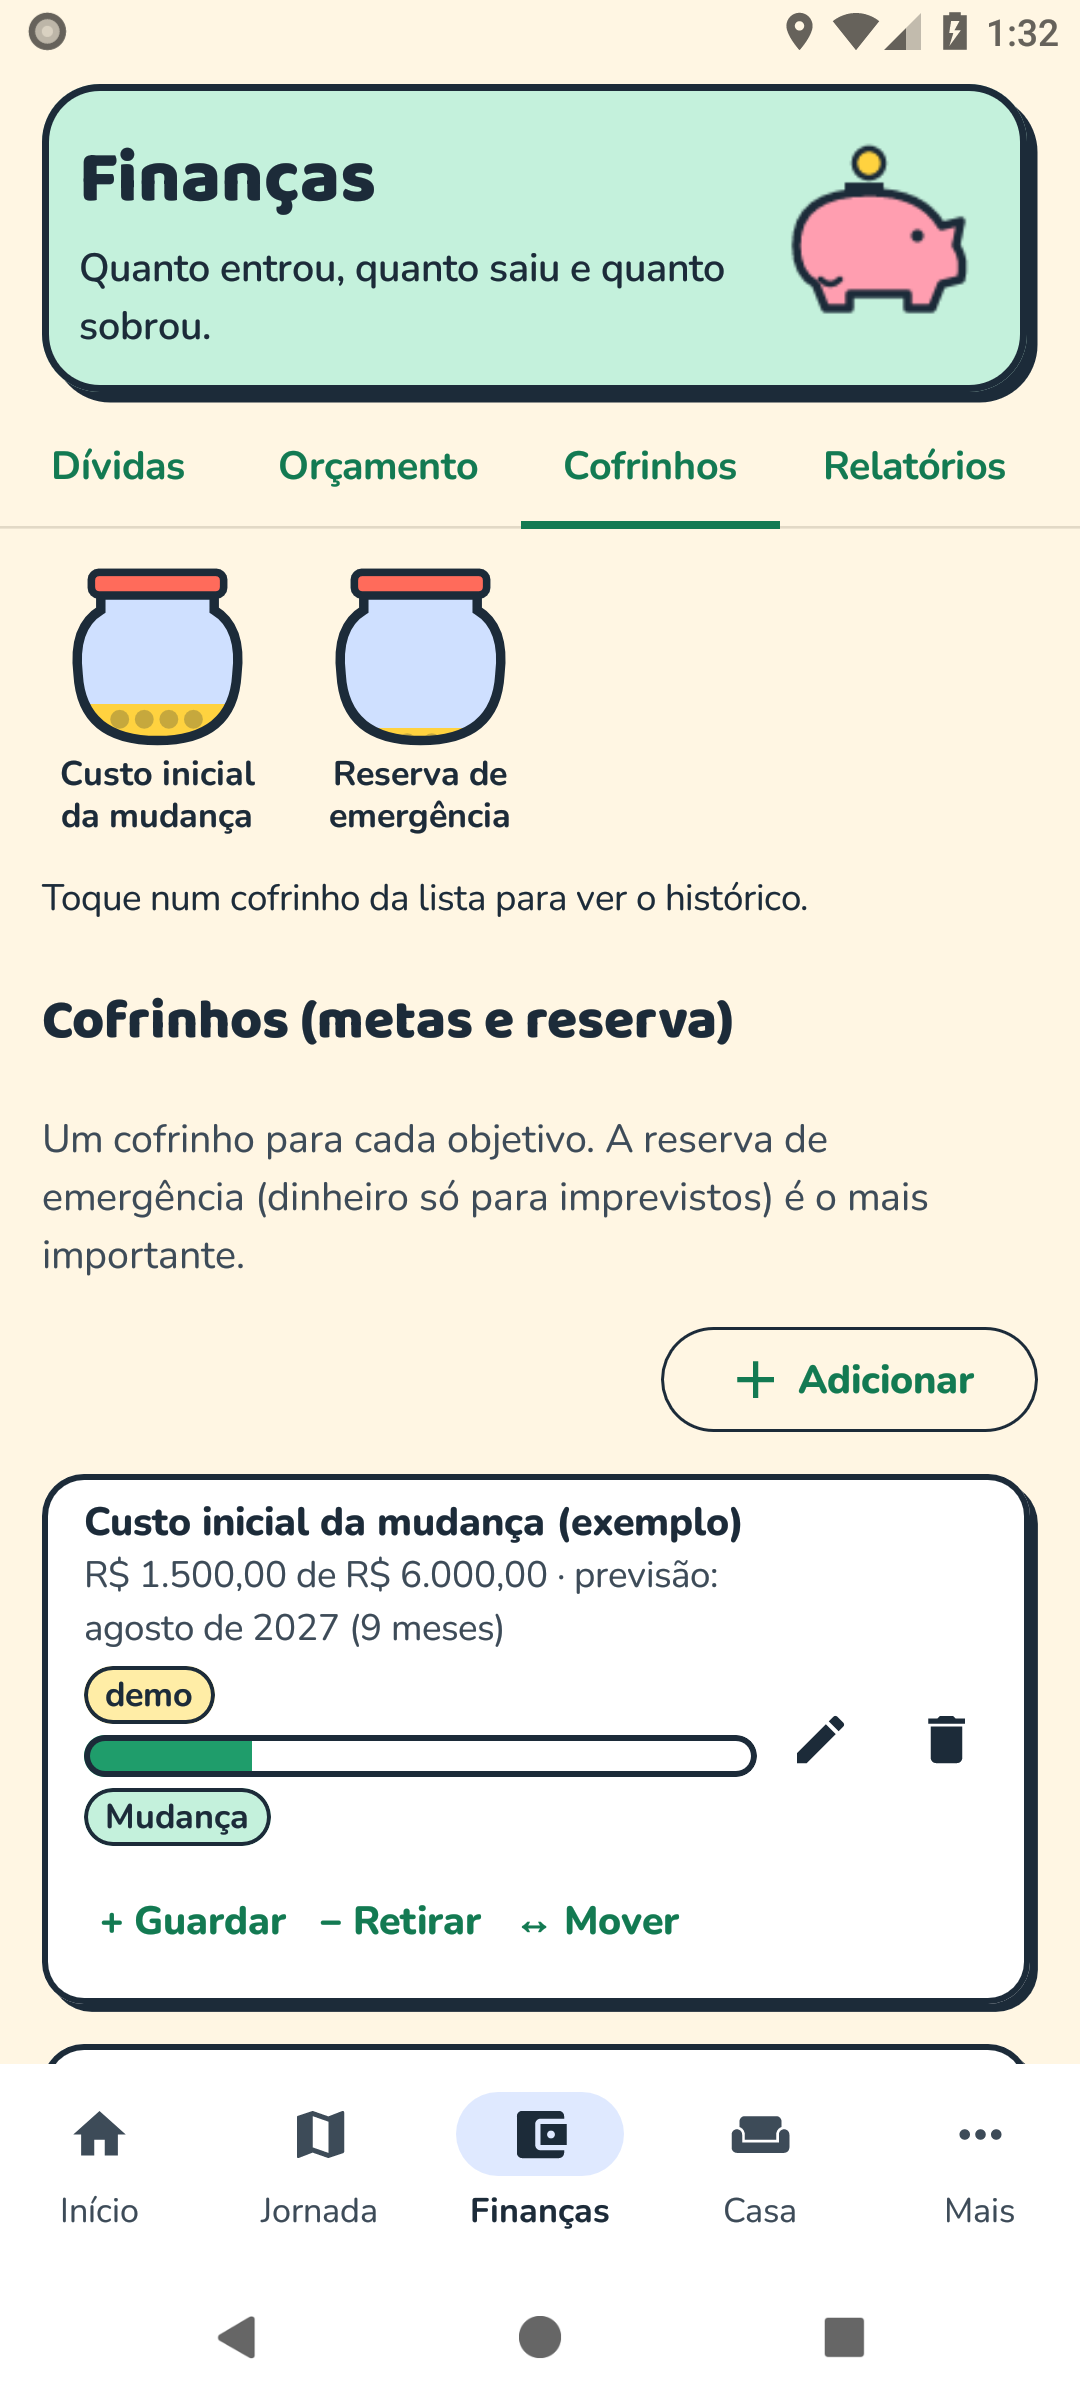 1:32
Finanças
Quanto entrou, quanto saiu e quanto
sobrou.
Dívidas
Orçamento
Cofrinhos
Relatórios
Custo inicial
da mudança
Reserva de
emergência
Toque num cofrinho da lista para ver o histórico.
Cofrinhos (metas e reserva)
Um cofrinho para cada objetivo. A reserva de
emergência (dinheiro só para imprevistos) é o mais
importante.
+ Adicionar
Custo inicial da mudança (exemplo)
R$ 1.500,00 de R$ 6.000,00 · previsão:
agosto de 2027 (9 meses)
demo
Mudança
+ Guardar
− Retirar
↔ Mover
Início
Jornada
Finanças
Casa
Mais